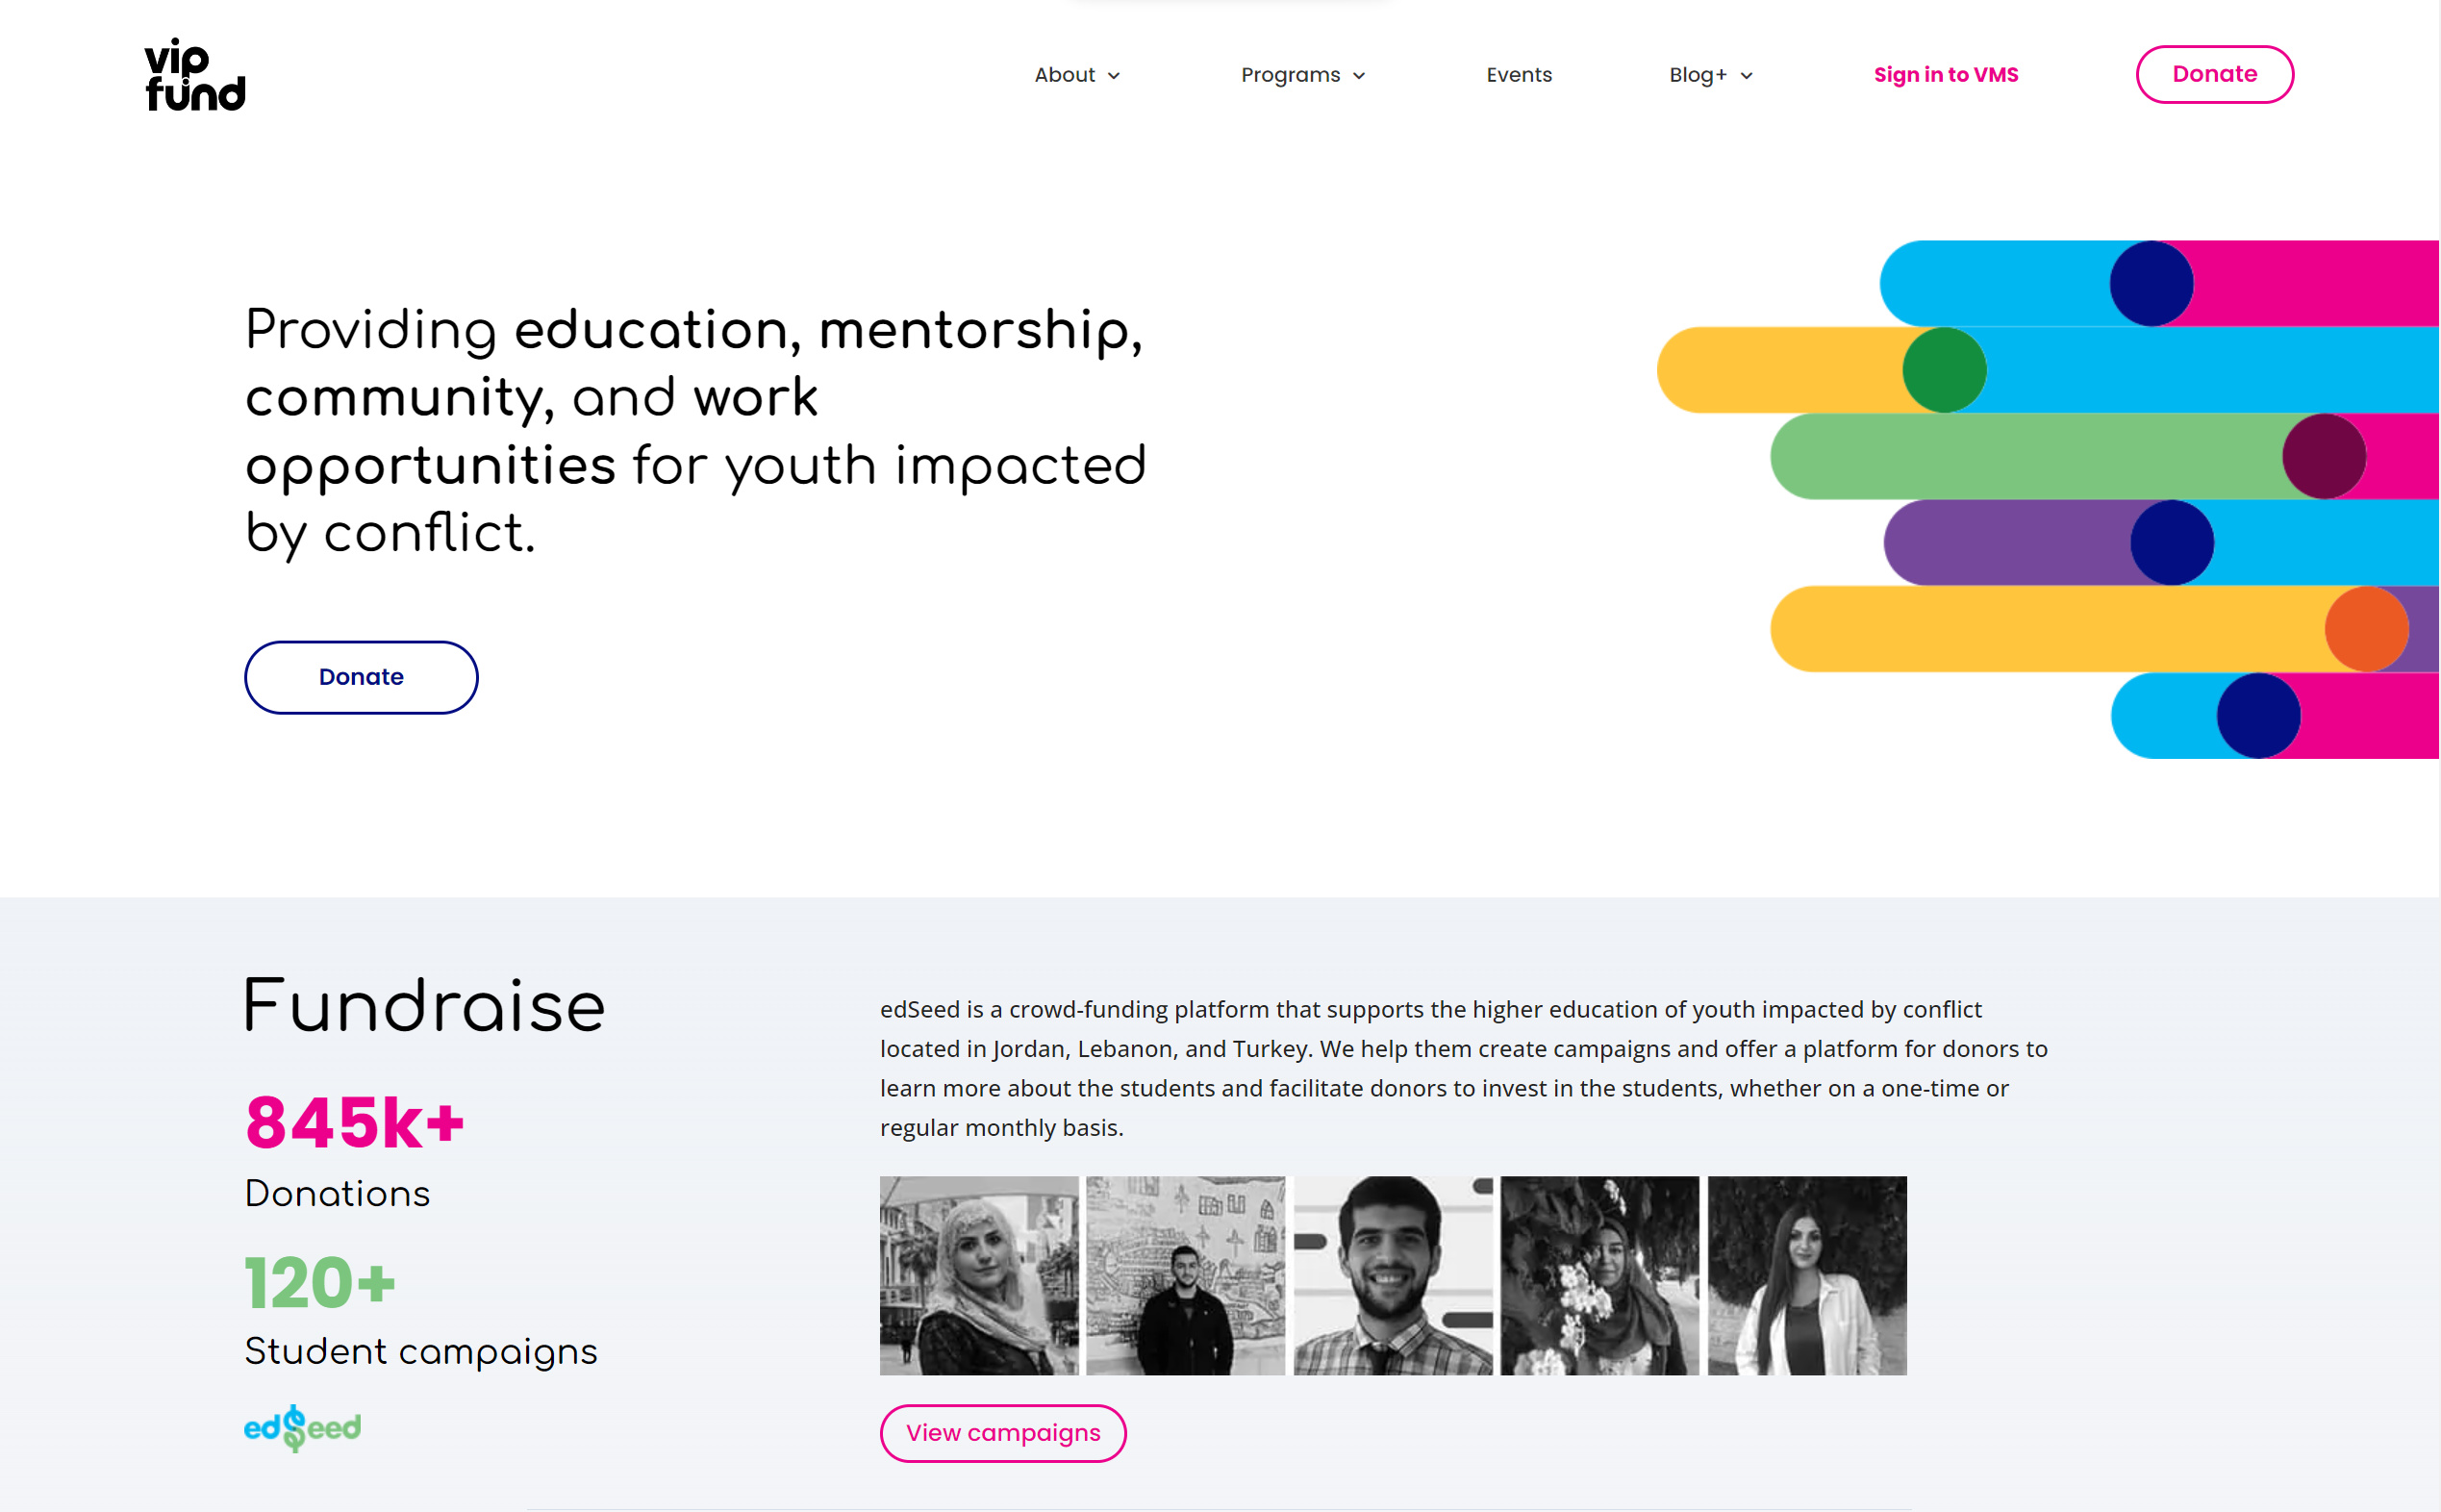 vip
fund
About
Programs
Events
Blog+
Sign in to VMS
Donate
Providing education, mentorship,
community, and work
opportunities for youth impacted
by conflict.
Donate
Fundraise
845k+
Donations
120+
Student campaigns
edSeed
edSeed is a crowd-funding platform that supports the higher education of youth impacted by conflict
located in Jordan, Lebanon, and Turkey. We help them create campaigns and offer a platform for donors to
learn more about the students and facilitate donors to invest in the students, whether on a one-time or
regular monthly basis.
View campaigns